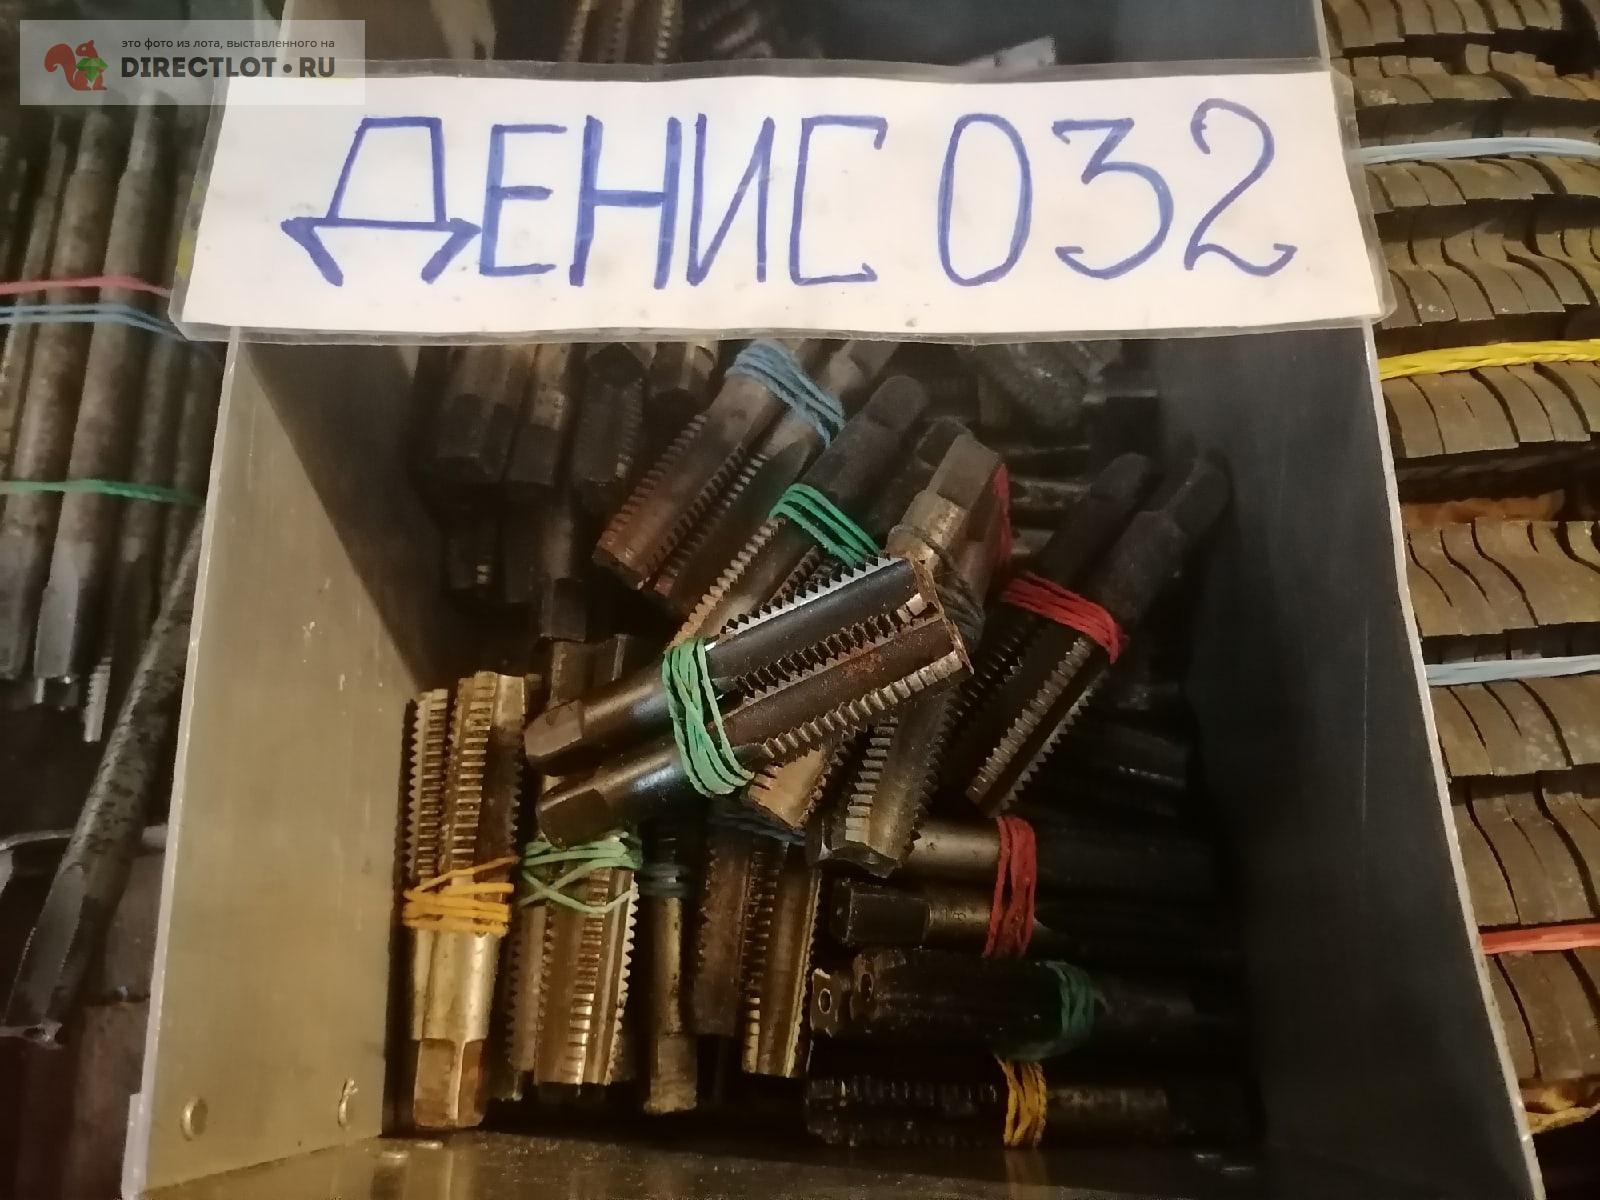 это фото из лота, выставленного на
DIRECTLOT•RU
ДЕНИС 032